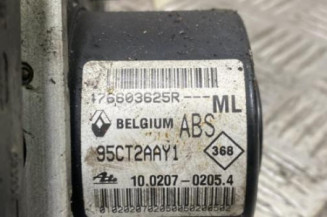 476603625R
ML
BELGIUM ABS
95CT2AAY1
368
10.0207-0205.4